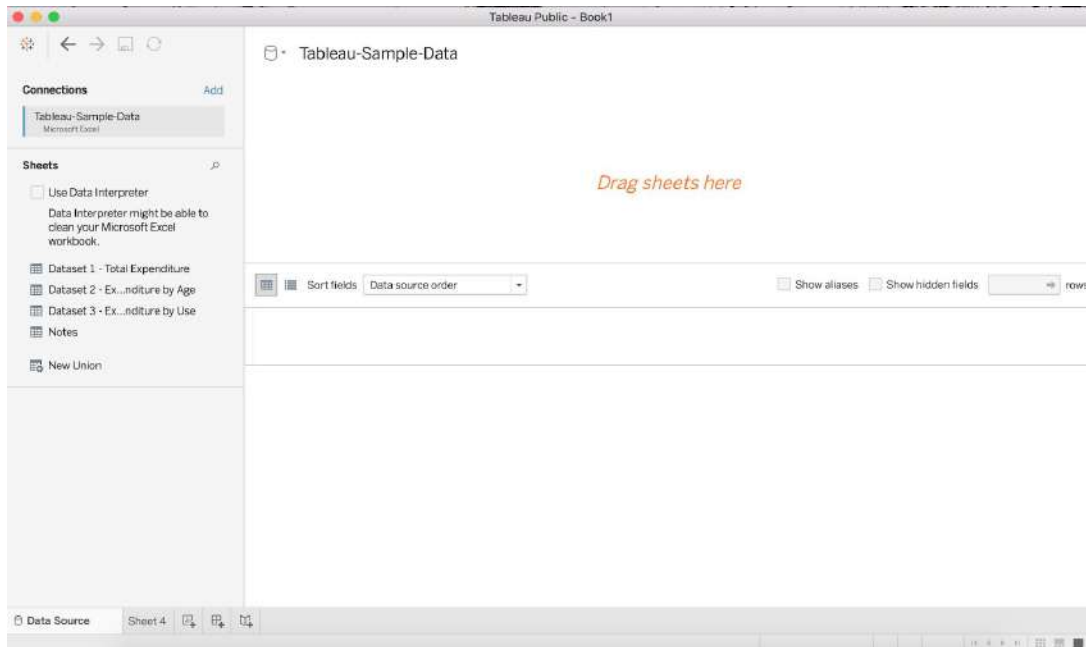 Tableau Public - Book1
Tableau-Sample-Data
Connections
Add
Tableau-Sample-Data
Microsoft Excel
Sheets
Use Data Interpreter
Data Interpreter might be able to
clean your Microsoft Excel
workbook.
Dataset 1 - Total Expenditure
Dataset 2 - Ex...nditure by Age
Dataset 3 - Ex...nditure by Use
Notes
New Union
Drag sheets here
Sort fields
Data source order
Show aliases
Show hidden fields
rows
Data Source
Sheet 4